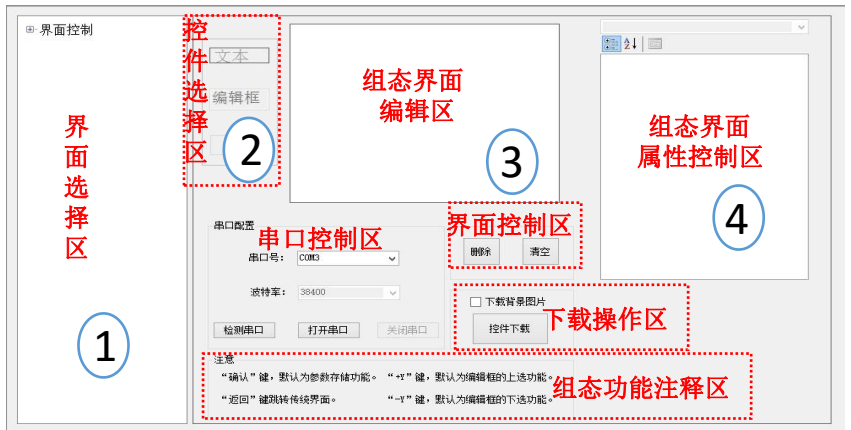 界面控制
界面选择区
1
控件选择区
文本
编辑框
2
组态界面
编辑区
3
组态界面
属性控制区
4
串口配置
串口控制区
串口号： COM3
波特率： 38400
检测串口 打开串口 关闭串口
界面控制区
删除 清空
下载背景图片
控件下载
下载操作区
注意
“确认”键，默认为参数存储功能。 “+Y”键，默认为编辑框的上选功能。
“返回”键跳转传统界面。 “-Y”键，默认为编辑框的下选功能。
组态功能注释区